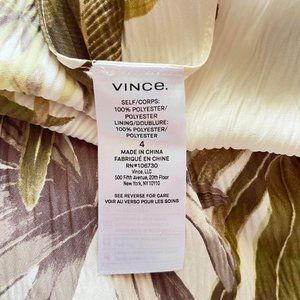 VINCE.
SELF/CORPS:
100% POLYESTER/
POLYESTER
LINING/DOUBLURE:
100% POLYESTER/
POLYESTER
4
MADE IN CHINA
FABRIQUÉ EN CHINE
RN#106730
Vince, LLC
500 Fifth Avenue, 20th Floor
New York, NY 10110
SEE REVERSE FOR CARE
VOIR AU VERSO POUR LES SOINS